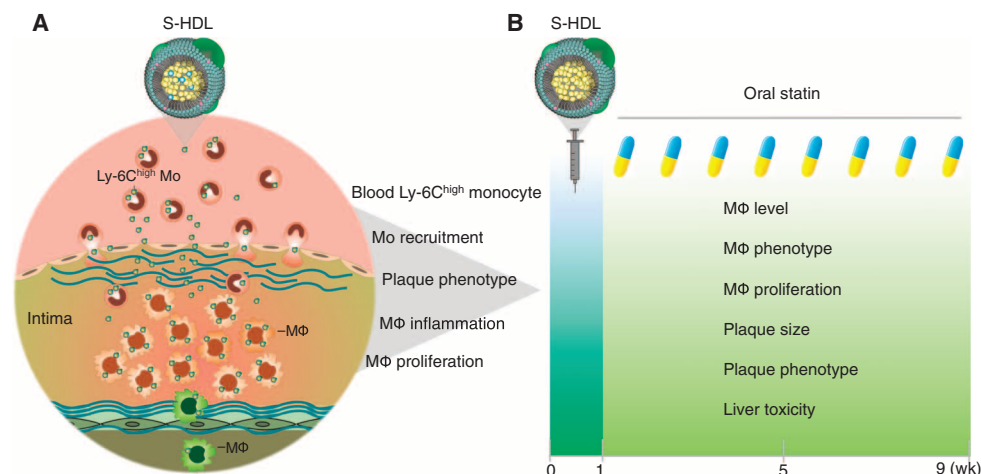 A
S-HDL
Ly-6Chigh Mo
Intima
–MΦ
–MΦ
Blood Ly-6Chigh monocyte
Mo recruitment
Plaque phenotype
MΦ inflammation
MΦ proliferation
B
S-HDL
Oral statin
MΦ level
MΦ phenotype
MΦ proliferation
Plaque size
Plaque phenotype
Liver toxicity
0 1 5 9 (wk)